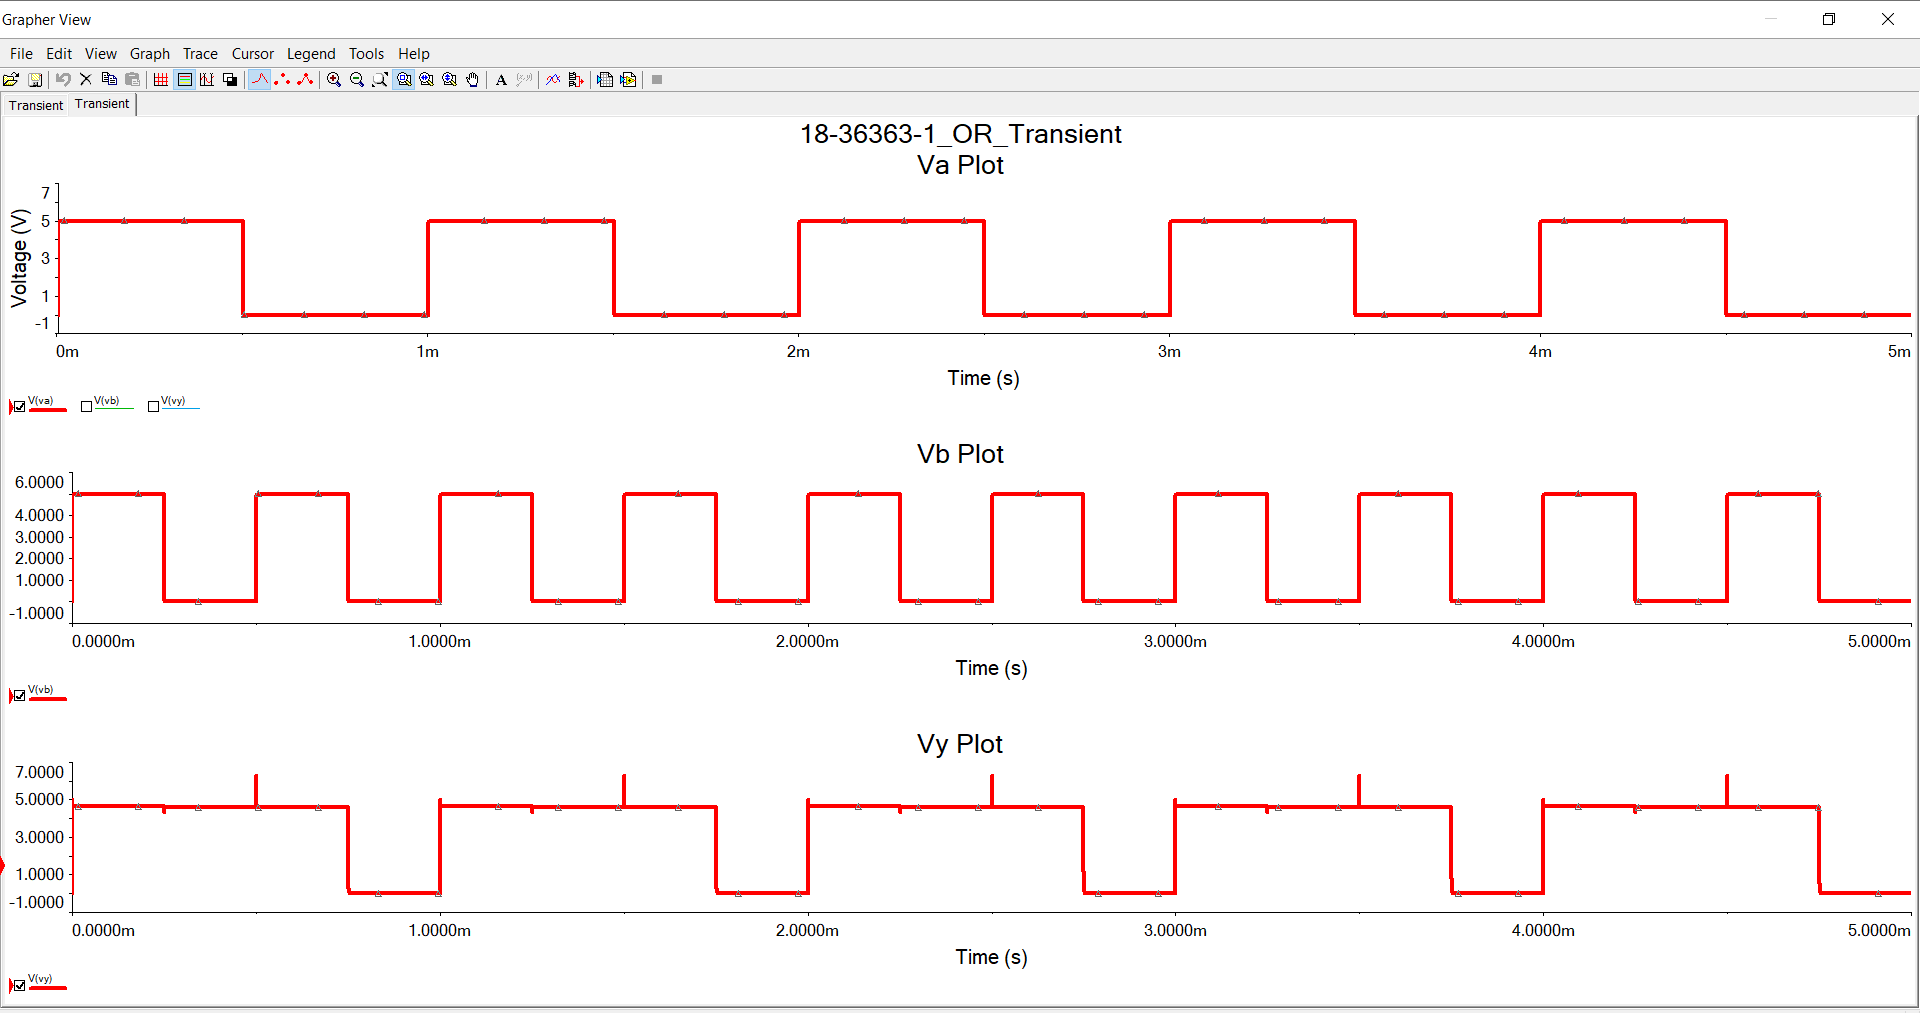 Grapher View
File Edit View Graph Trace Cursor Legend Tools Help
A
Transient Transient
18-36363-1_OR_Transient
Va Plot
Voltage (V)
7
5
3
1
-1
0m 1m 2m 3m 4m 5m
Time (s)
V(va) V(vb) V(vy)
Vb Plot
6.0000
4.0000
3.0000
2.0000
1.0000
-1.0000
0.0000m 1.0000m 2.0000m 3.0000m 4.0000m 5.0000m
Time (s)
V(vb)
Vy Plot
7.0000
5.0000
3.0000
1.0000
-1.0000
0.0000m 1.0000m 2.0000m 3.0000m 4.0000m 5.0000m
Time (s)
V(vy)